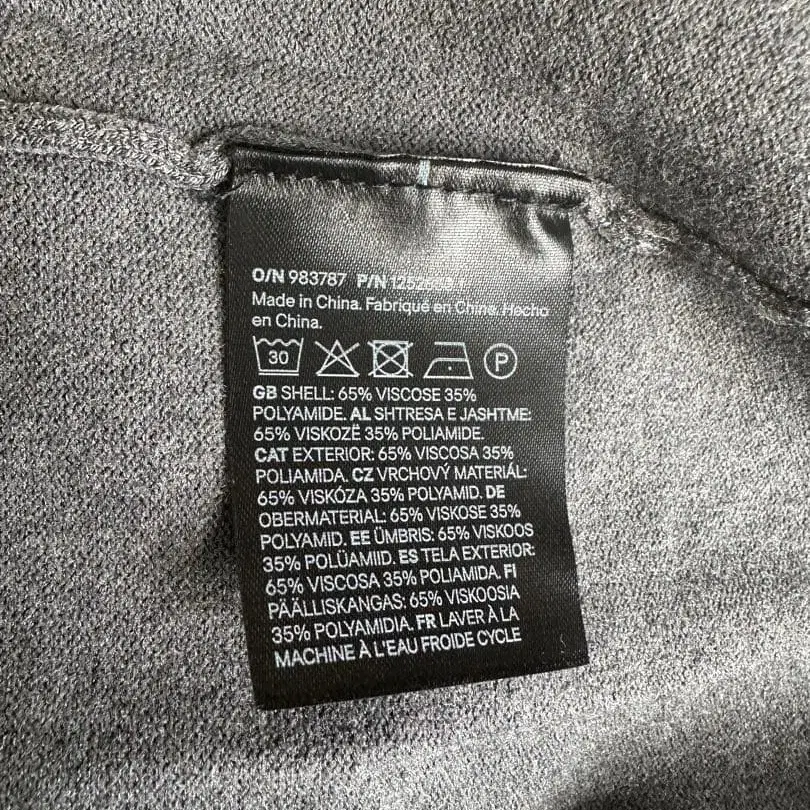 O/N 983787 P/N
Made in China. Fabriqué en Chine. Hecho
en China.
30
P
GB SHELL: 65% VISCOSE 35%
POLYAMIDE. AL SHTRESA E JASHTME:
65% VISKOZË 35% POLIAMIDE.
CAT EXTERIOR: 65% VISCOSA 35%
POLIAMIDA. CZ VRCHOVÝ MATERIÁL:
65% VISKÓZA 35% POLYAMID. DE
OBERMATERIAL: 65% VISKOSE 35%
POLYAMID. EE ÜMBRIS: 65% VISKOOS
35% POLÜAMIID. ES TELA EXTERIOR:
65% VISCOSA 35% POLIAMIDA. FI
PÄÄLLISKANGAS: 65% VISKOOSIA
35% POLYAMIDIA. FR LAVER À LA
MACHINE À L'EAU FROIDE CYCLE